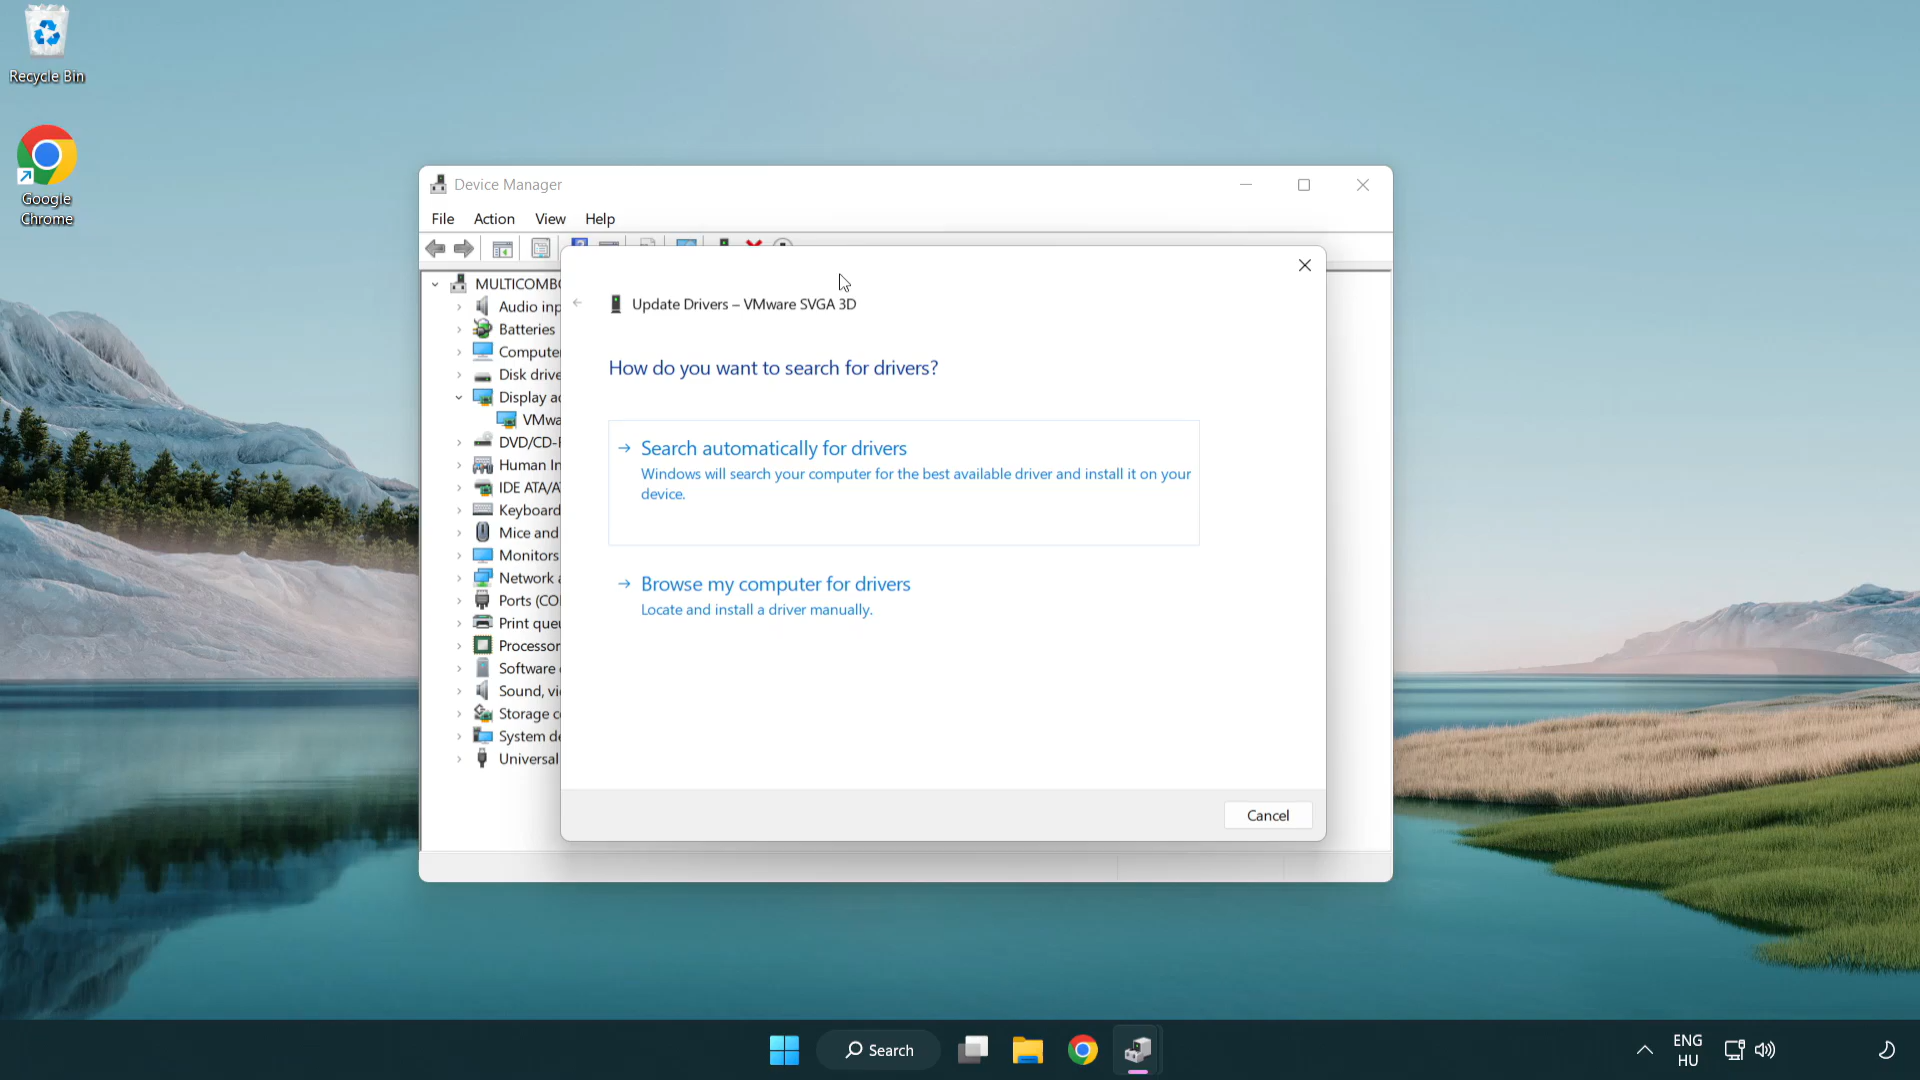 Recycle Bin
Google
Chrome
Device Manager
File Action View Help
MULTICOMB
Audio inp
Batteries
Compute
Disk drive
Display a
VMwa
DVD/CD-
Human In
IDE ATA/A
Keyboard
Mice and
Monitors
Network
Ports (CO
Print que
Processor
Software
Sound, vi
Storage c
System de
Universal
Update Drivers – VMware SVGA 3D
How do you want to search for drivers?
Search automatically for drivers
Windows will search your computer for the best available driver and install it on your
device.
Browse my computer for drivers
Locate and install a driver manually.
Cancel
Search
ENG
HU